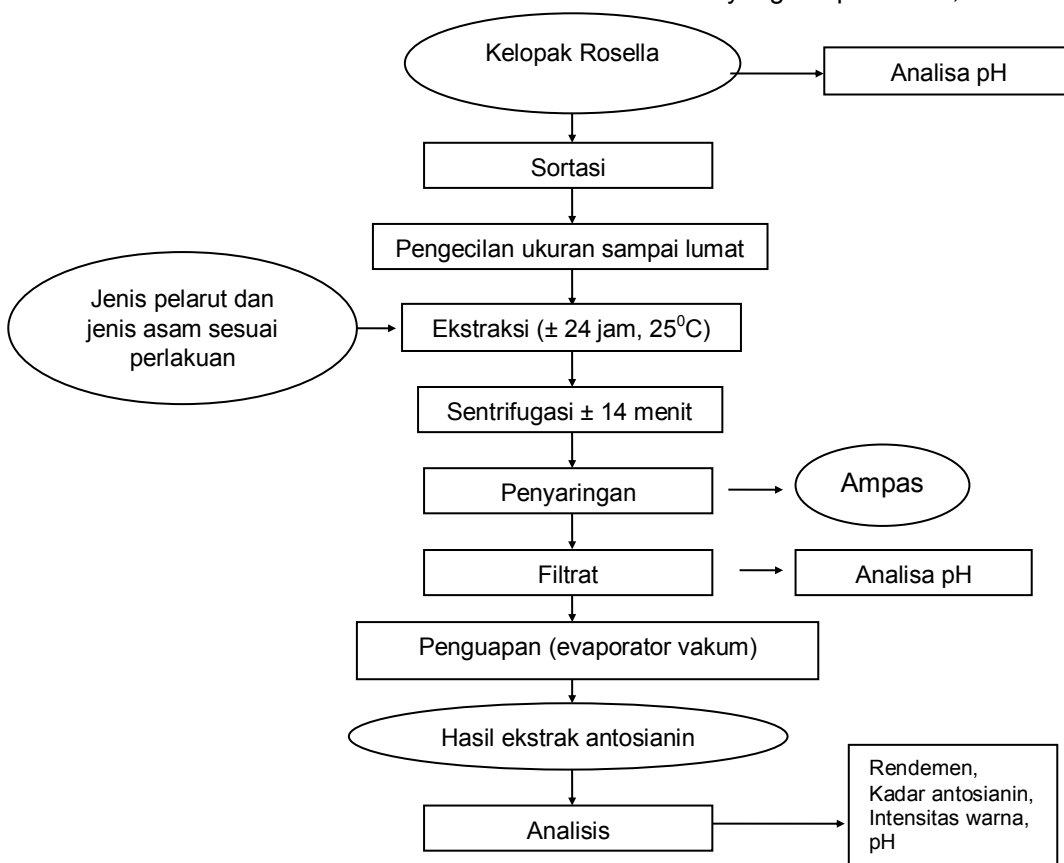 Kelopak Rosella
Analisa pH
Sortasi
Pengecilan ukuran sampai lumat
Jenis pelarut dan
jenis asam sesuai
perlakuan
Ekstraksi (± 24 jam, 25⁰C)
Sentrifugasi ± 14 menit
Penyaringan
Ampas
Filtrat
Analisa pH
Penguapan (evaporator vakum)
Hasil ekstrak antosianin
Analisis
Rendemen,
Kadar antosianin,
Intensitas warna,
pH